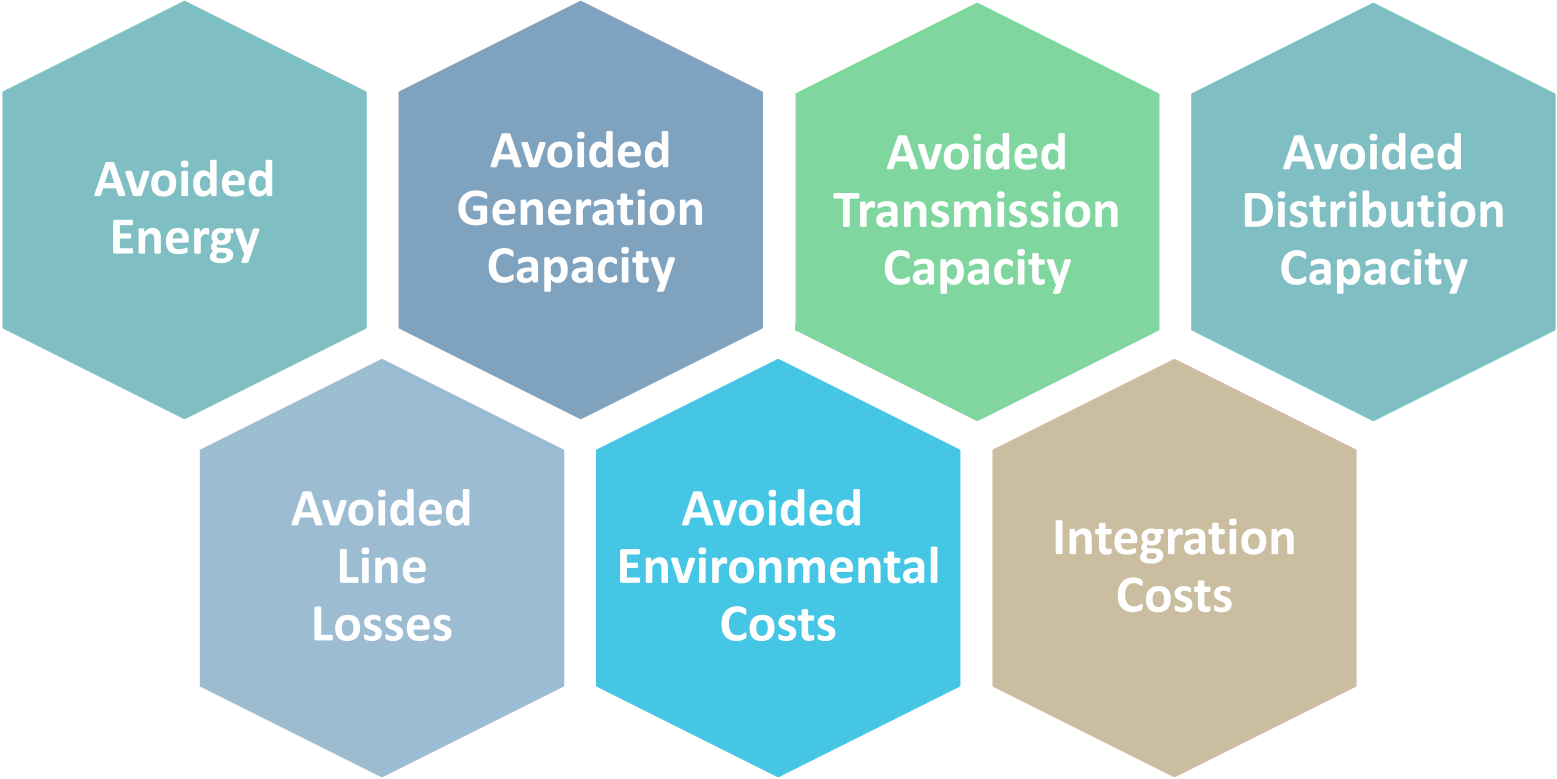 Avoided
Energy
Avoided
Generation
Capacity
Avoided
Transmission
Capacity
Avoided
Distribution
Capacity
Avoided
Line
Losses
Avoided
Environmental
Costs
Integration
Costs